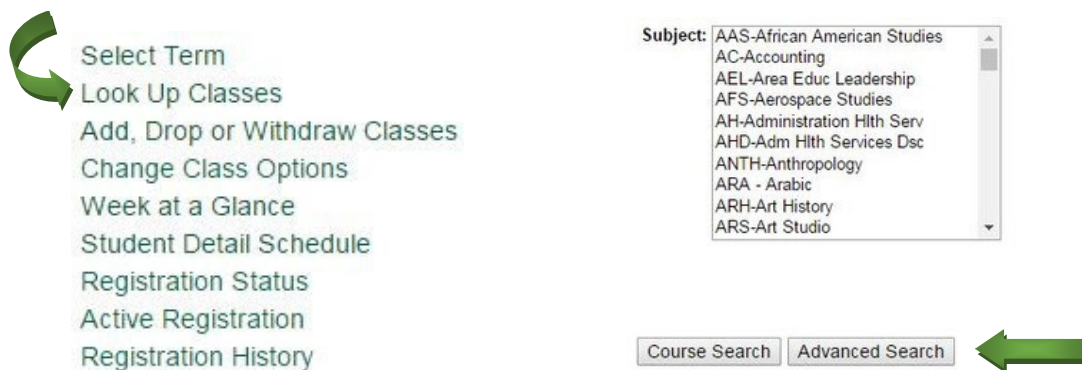 Select Term
Look Up Classes
Add, Drop or Withdraw Classes
Change Class Options
Week at a Glance
Student Detail Schedule
Registration Status
Active Registration
Registration History
Subject: AAS-African American Studies
AC-Accounting
AEL-Area Educ Leadership
AFS-Aerospace Studies
AH-Administration Hlth Serv
AHD-Adm Hlth Services Dsc
ANTH-Anthropology
ARA - Arabic
ARH-Art History
ARS-Art Studio
Course Search Advanced Search